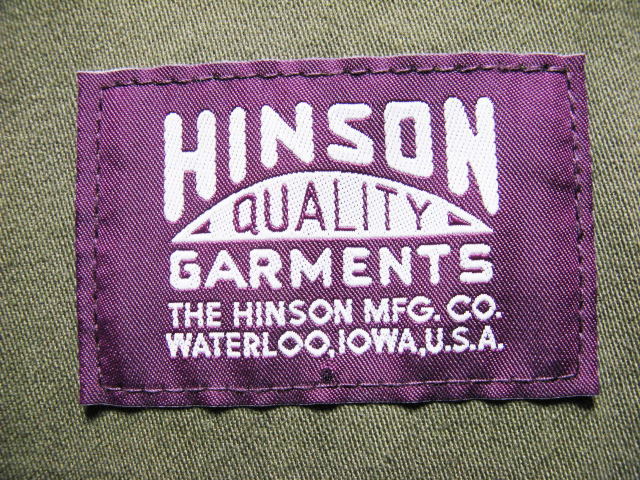 HINSON
QUALITY
GARMENTS
THE HINSON MFG. CO.
WATERLOO, IOWA, U.S.A.